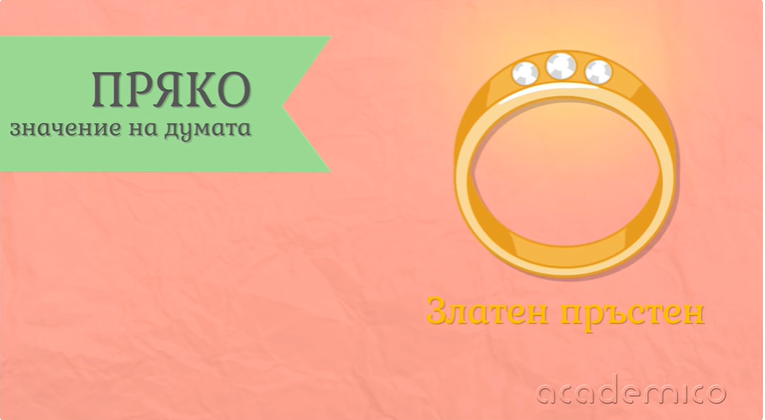 ПРЯКО
значение на думата
Златен пръстен
academico